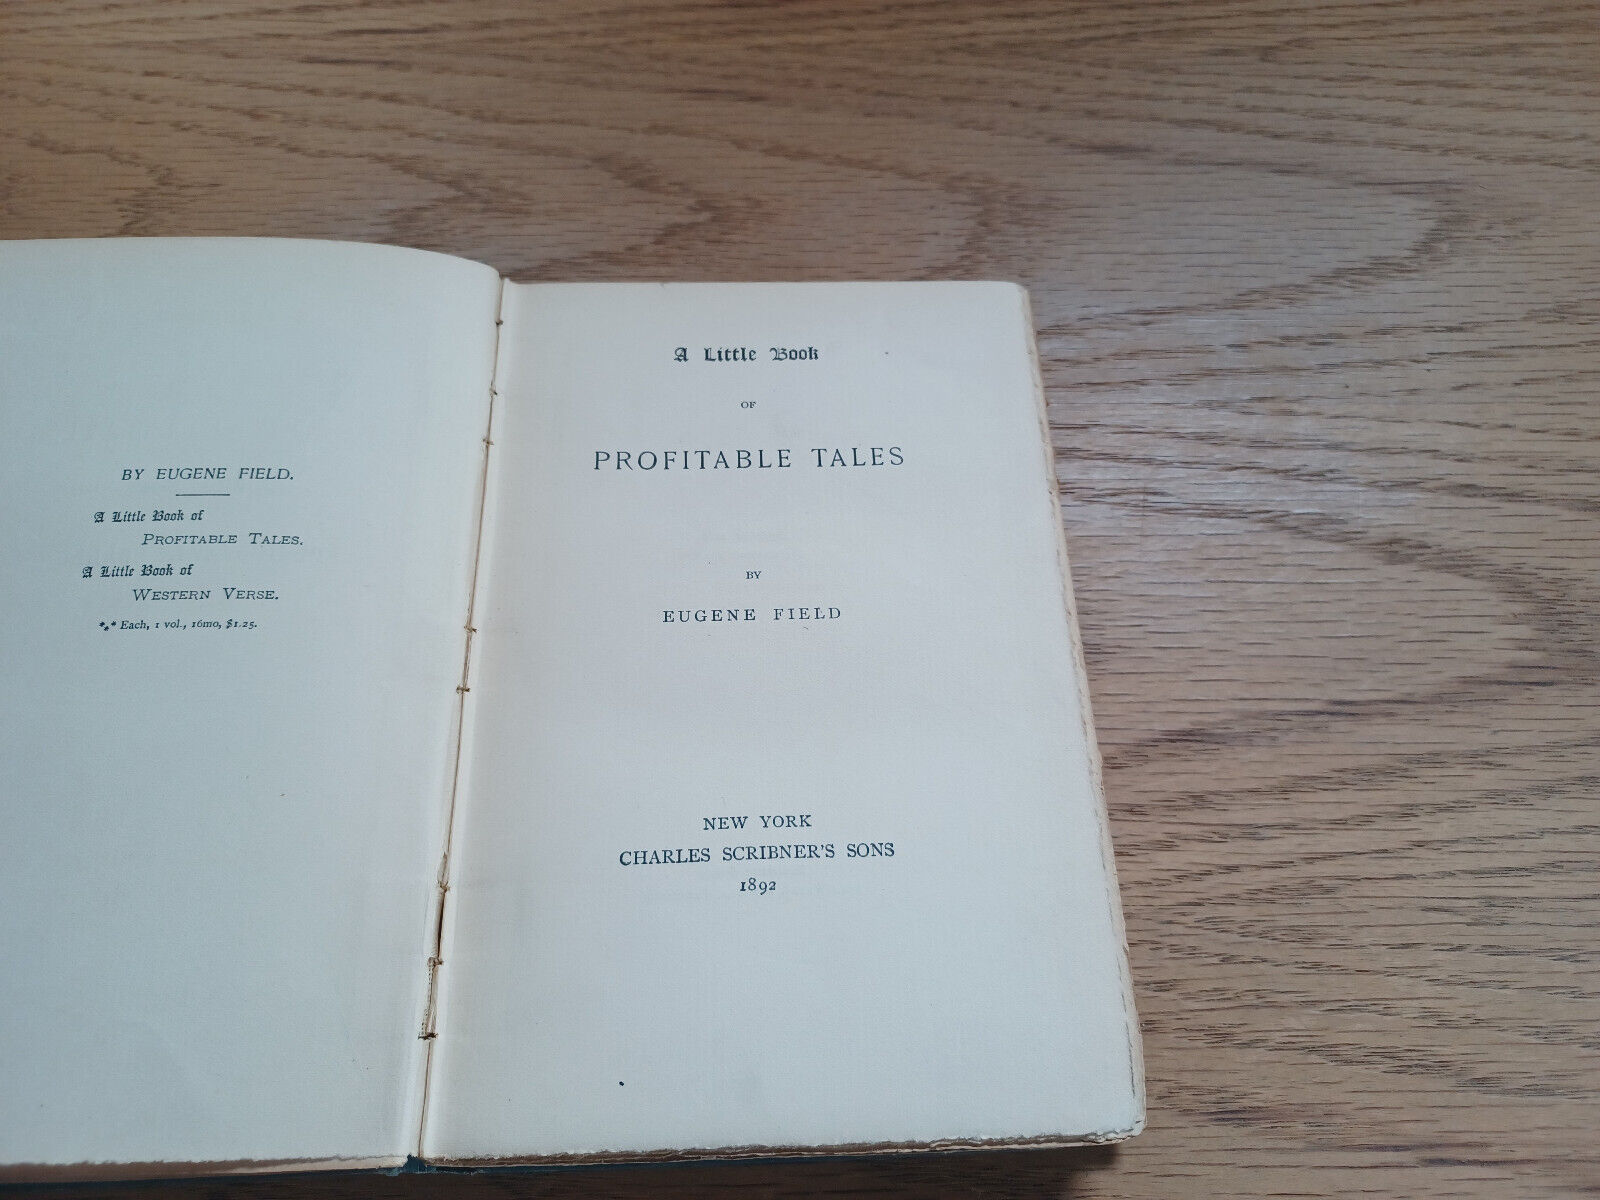 BY EUGENE FIELD.
A Little Book of
PROFITABLE TALES.
A Little Book of
WESTERN VERSE.
*⁎* Each, 1 vol., 16mo, $1.25.
A Little Book
OF
PROFITABLE TALES
BY
EUGENE FIELD
NEW YORK
CHARLES SCRIBNER'S SONS
1892